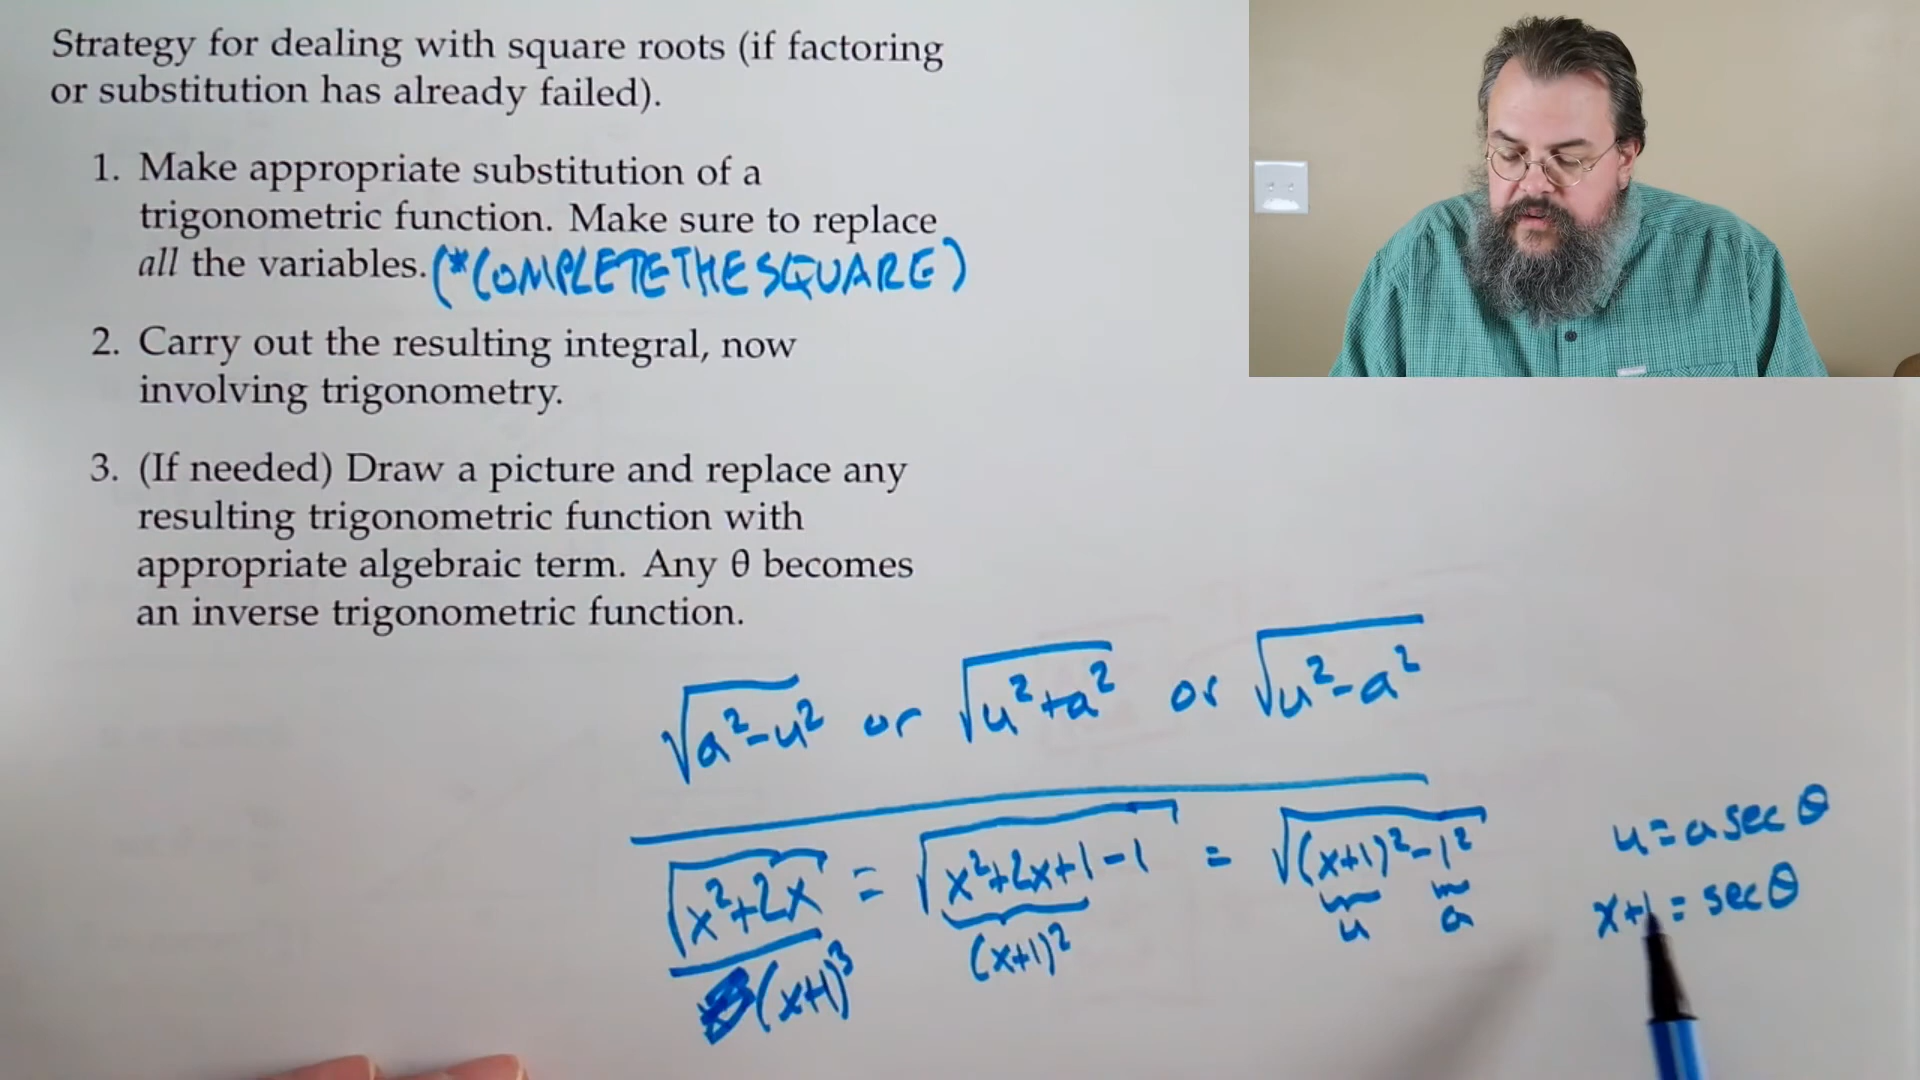 Strategy for dealing with square roots (if factoring
or substitution has already failed).
1. Make appropriate substitution of a
trigonometric function. Make sure to replace
all the variables. (*COMPLETE THE SQUARE)
2. Carry out the resulting integral, now
involving trigonometry.
3. (If needed) Draw a picture and replace any
resulting trigonometric function with
appropriate algebraic term. Any θ becomes
an inverse trigonometric function.
√(a²-u²) or √(u²+a²) or √(u²-a²)
u = a sec θ
√(x²+2x) = √(x²+2x+1-1) = √((x+1)²-1²)
x+1 = sec θ
(x+1)³ (x+1)² u a